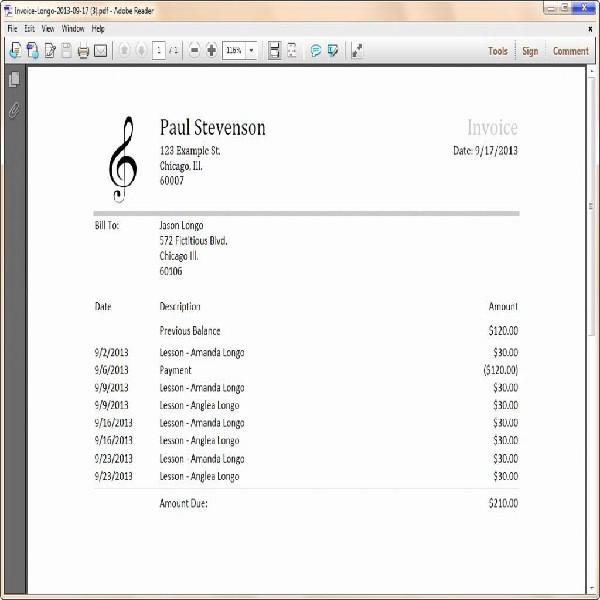 Invoice-Longo-2013-09-17 (3).pdf - Adobe Reader
File Edit View Window Help
1 / 1 116% Tools Sign Comment
Paul Stevenson Invoice
123 Example St. Date: 9/17/2013
Chicago, Ill.
60007
Bill To: Jason Longo
572 Fictitious Blvd.
Chicago Ill.
60106
Date Description Amount
Previous Balance $120.00
9/2/2013 Lesson - Amanda Longo $30.00
9/6/2013 Payment ($120.00)
9/9/2013 Lesson - Amanda Longo $30.00
9/9/2013 Lesson - Anglea Longo $30.00
9/16/2013 Lesson - Amanda Longo $30.00
9/16/2013 Lesson - Anglea Longo $30.00
9/23/2013 Lesson - Amanda Longo $30.00
9/23/2013 Lesson - Anglea Longo $30.00
Amount Due: $210.00